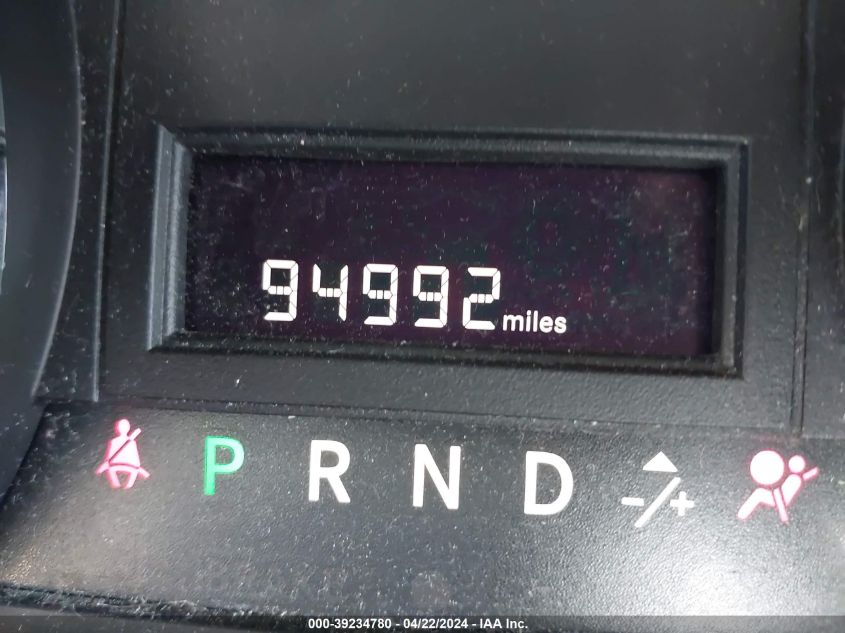 94992 miles
P R N D -/+
000-39234780 - 04/22/2024 - IAA Inc.